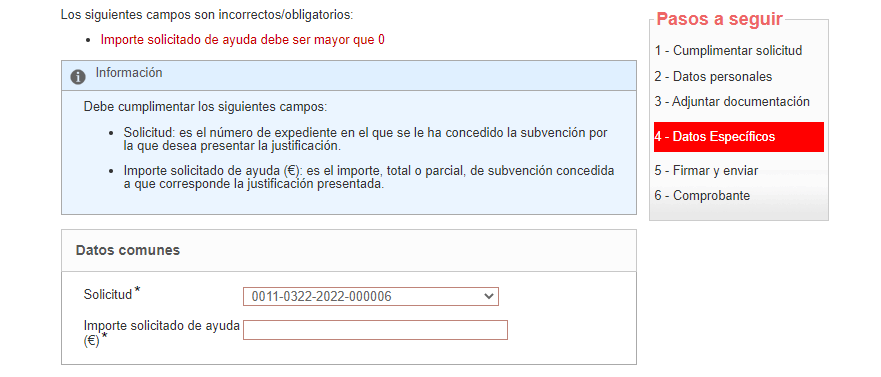 Los siguientes campos son incorrectos/obligatorios:
Importe solicitado de ayuda debe ser mayor que 0
Información
Debe cumplimentar los siguientes campos:
Solicitud: es el número de expediente en el que se le ha concedido la subvención por
la que desea presentar la justificación.
Importe solicitado de ayuda (€): es el importe, total o parcial, de subvención concedida
a que corresponde la justificación presentada.
Datos comunes
Solicitud *
0011-0322-2022-000006
Importe solicitado de ayuda
(€) *
Pasos a seguir
1 - Cumplimentar solicitud
2 - Datos personales
3 - Adjuntar documentación
4 - Datos Específicos
5 - Firmar y enviar
6 - Comprobante